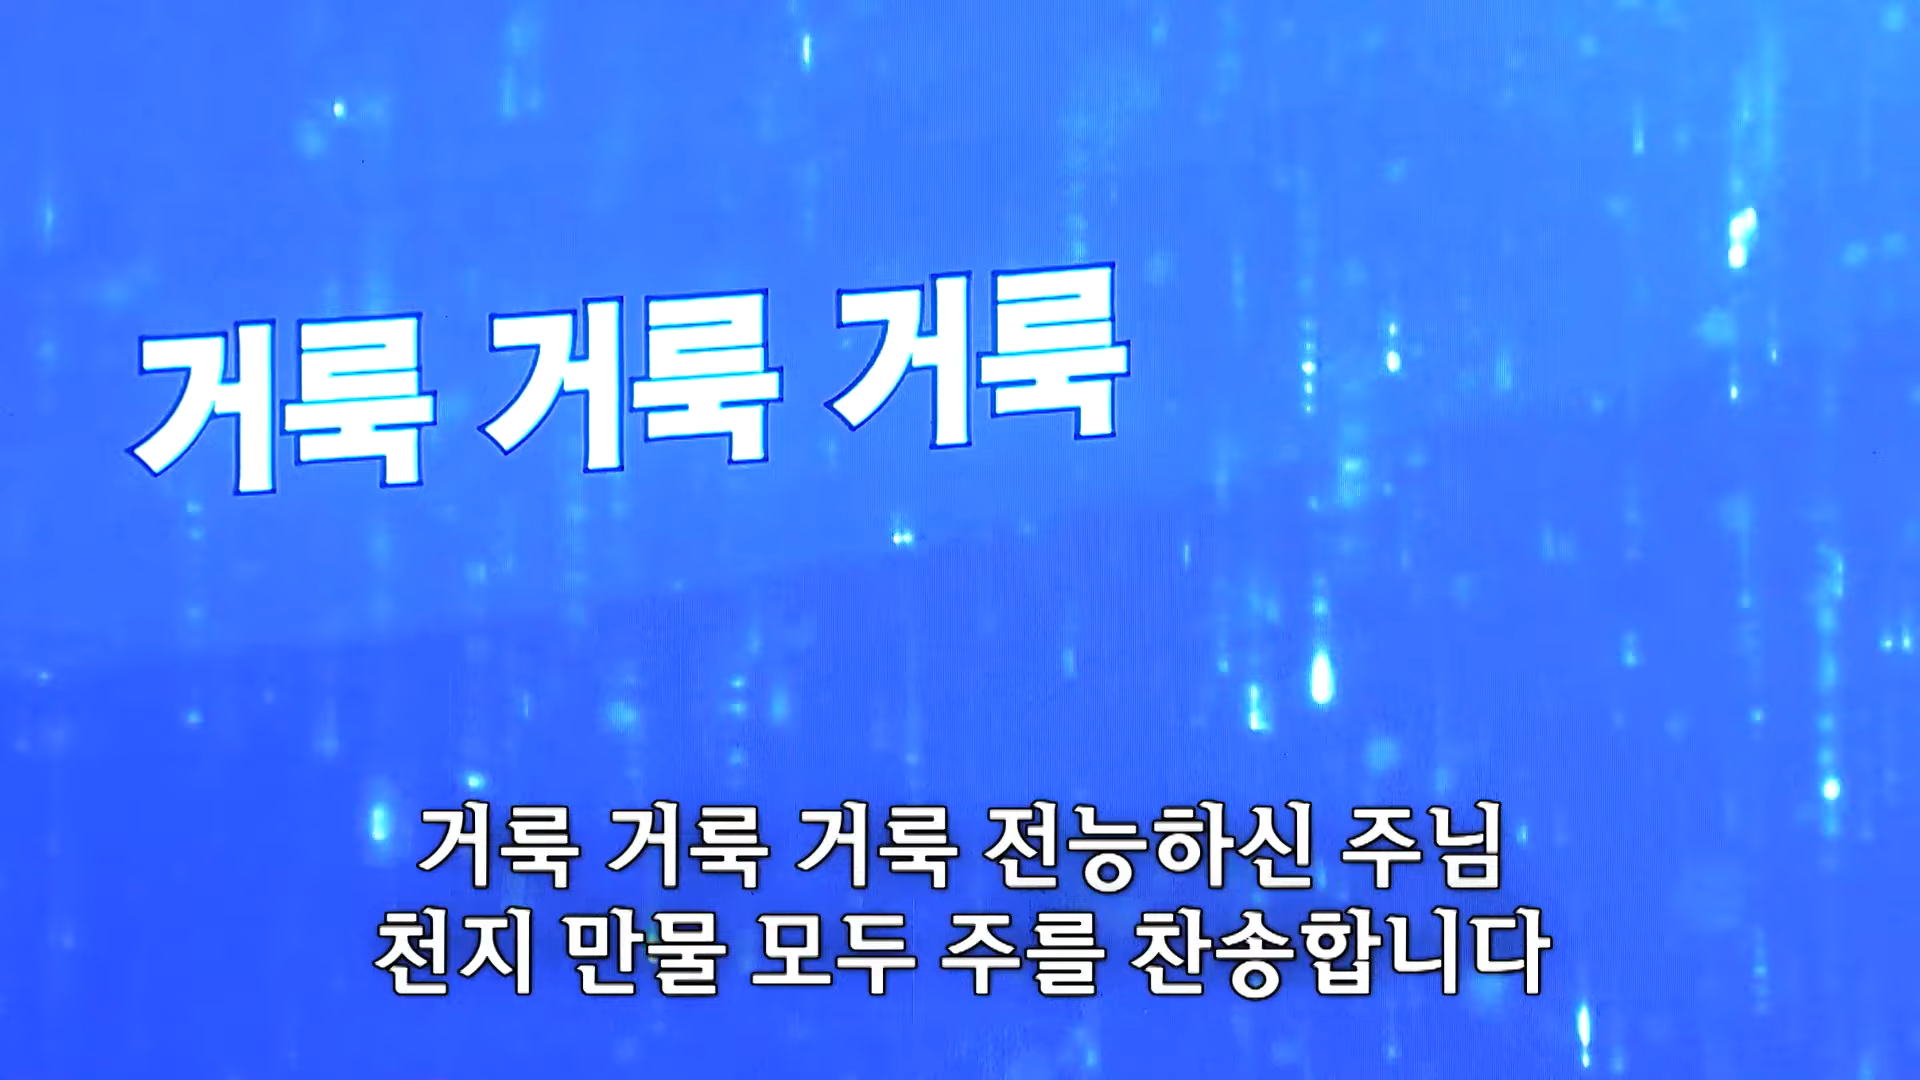 거룩 거룩 거룩
거룩 거룩 거룩 전능하신 주님
천지 만물 모두 주를 찬송합니다